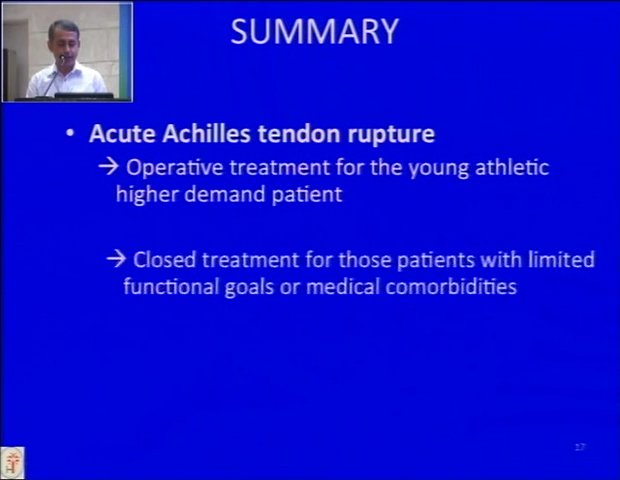 SUMMARY
• Acute Achilles tendon rupture
→ Operative treatment for the young athletic
higher demand patient
→ Closed treatment for those patients with limited
functional goals or medical comorbidities